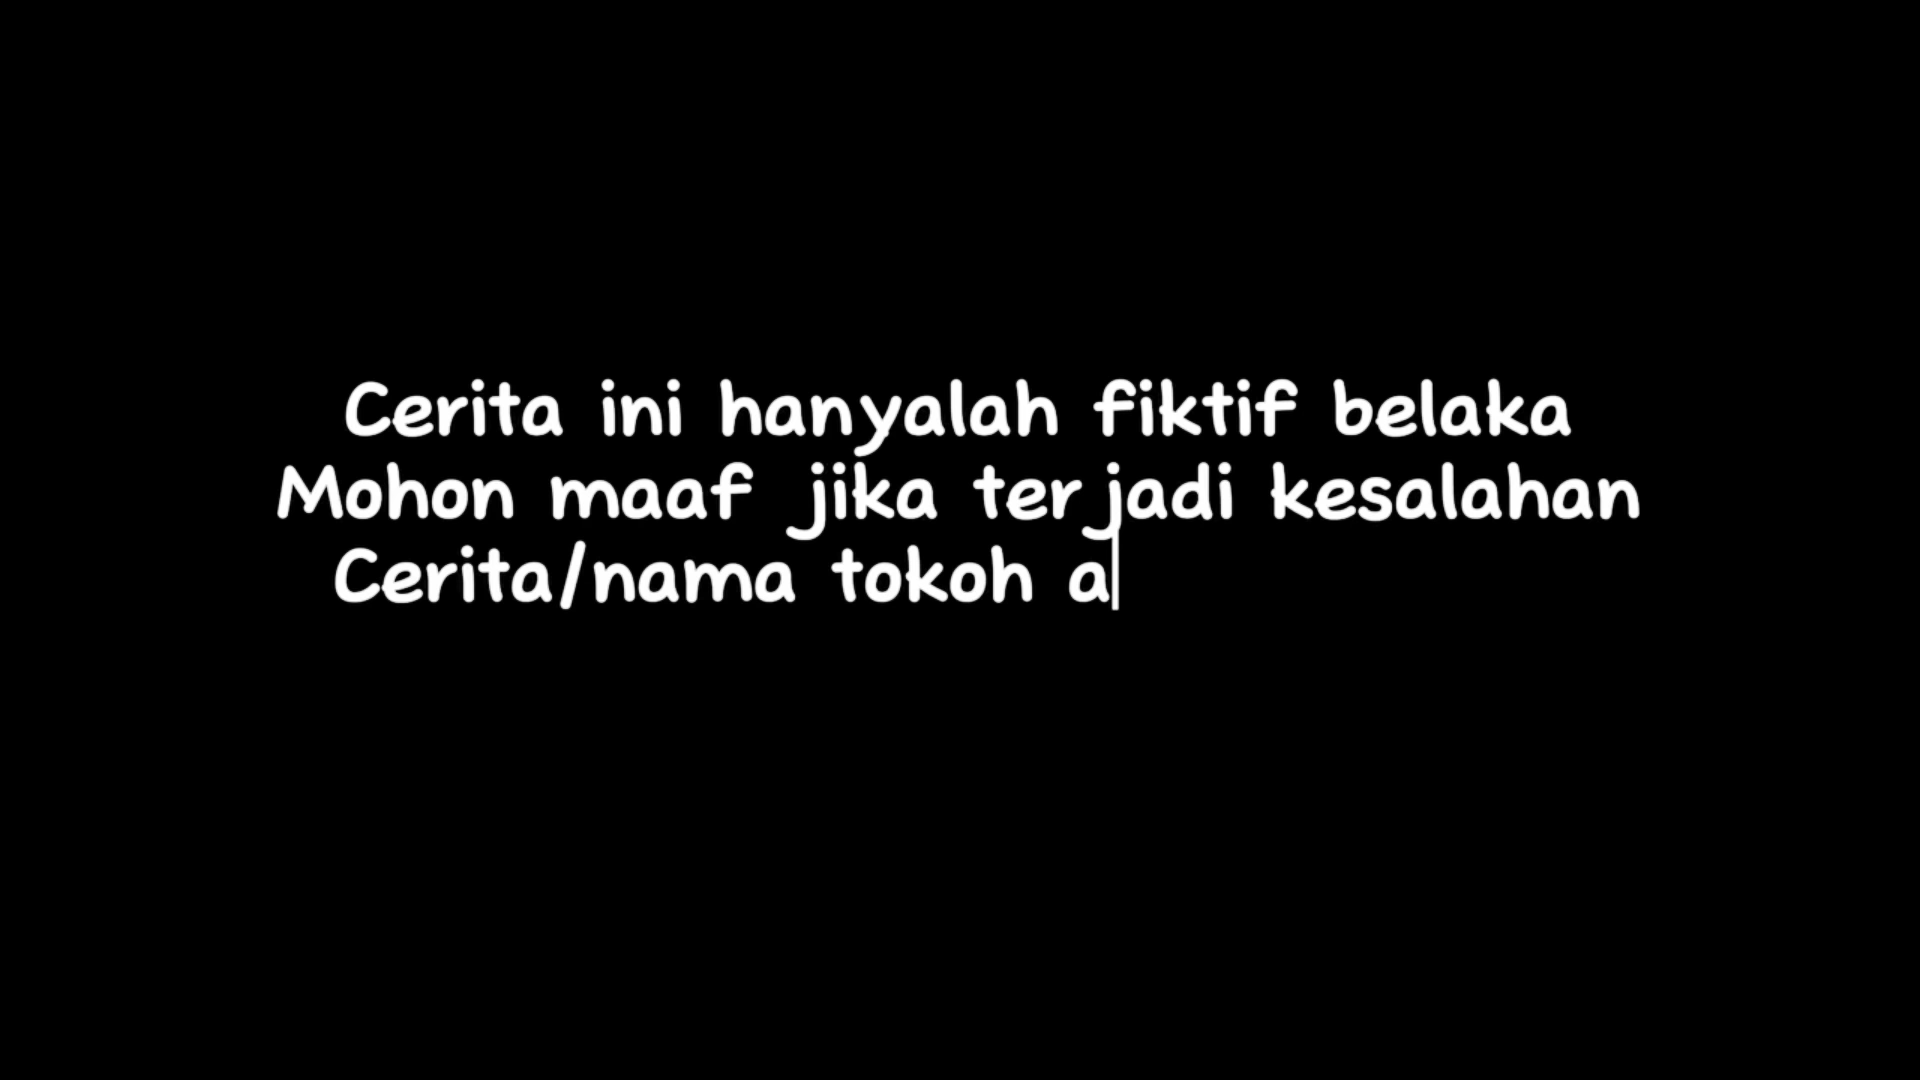 Cerita ini hanyalah fiktif belaka
Mohon maaf jika terjadi kesalahan
Cerita/nama tokoh a